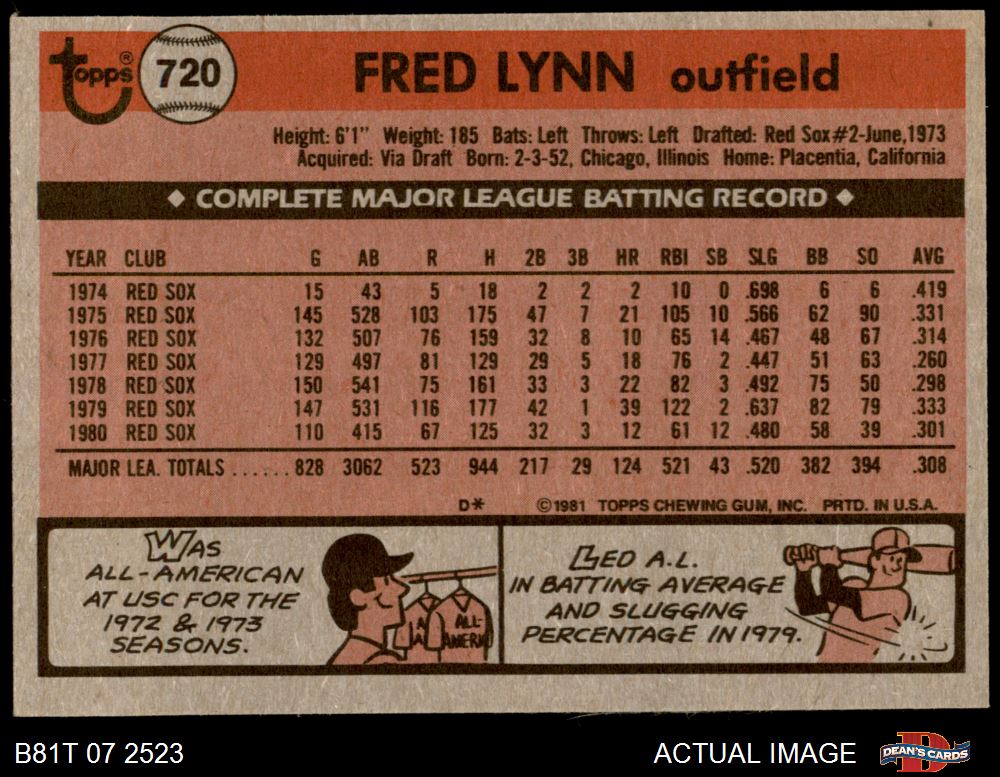 Topps®
720
FRED LYNN outfield
Height: 6'1" Weight: 185 Bats: Left Throws: Left Drafted: Red Sox#2-June,1973
Acquired: Via Draft Born: 2-3-52, Chicago, Illinois Home: Placentia, California
◆ COMPLETE MAJOR LEAGUE BATTING RECORD ◆
YEAR CLUB G AB R H 2B 3B HR RBI SB SLG BB SO AVG
1974 RED SOX 15 43 5 18 2 2 2 10 0 .698 6 6 .419
1975 RED SOX 145 528 103 175 47 7 21 105 10 .566 62 90 .331
1976 RED SOX 132 507 76 159 32 8 10 65 14 .467 48 67 .314
1977 RED SOX 129 497 81 129 29 5 18 76 2 .447 51 63 .260
1978 RED SOX 150 541 75 161 33 3 22 82 3 .492 75 50 .298
1979 RED SOX 147 531 116 177 42 1 39 122 2 .637 82 79 .333
1980 RED SOX 110 415 67 125 32 3 12 61 12 .480 58 39 .301
MAJOR LEA. TOTALS ......828 3062 523 944 217 29 124 521 43 .520 382 394 .308
D* ©1981 TOPPS CHEWING GUM, INC. PRTD. IN U.S.A.
WAS
ALL-AMERICAN
AT USC FOR THE
1972 & 1973
SEASONS.
ALL-
AMERI
LED A.L.
IN BATTING AVERAGE
AND SLUGGING
PERCENTAGE IN 1979.
B81T 07 2523 ACTUAL IMAGE
DEAN'S CARDS